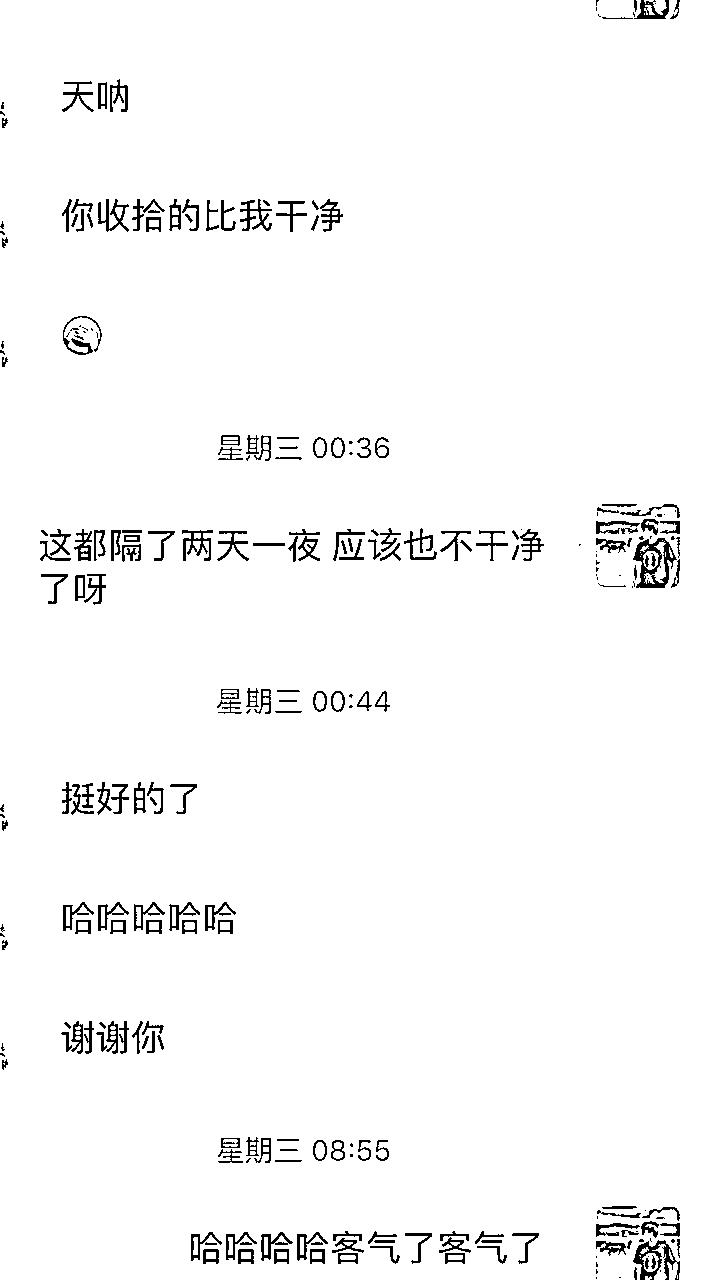 天呐
你收拾的比我干净
星期三 00:36
这都隔了两天一夜 应该也不干净
了呀
星期三 00:44
挺好的了
哈哈哈哈哈
谢谢你
星期三 08:55
哈哈哈哈客气了客气了